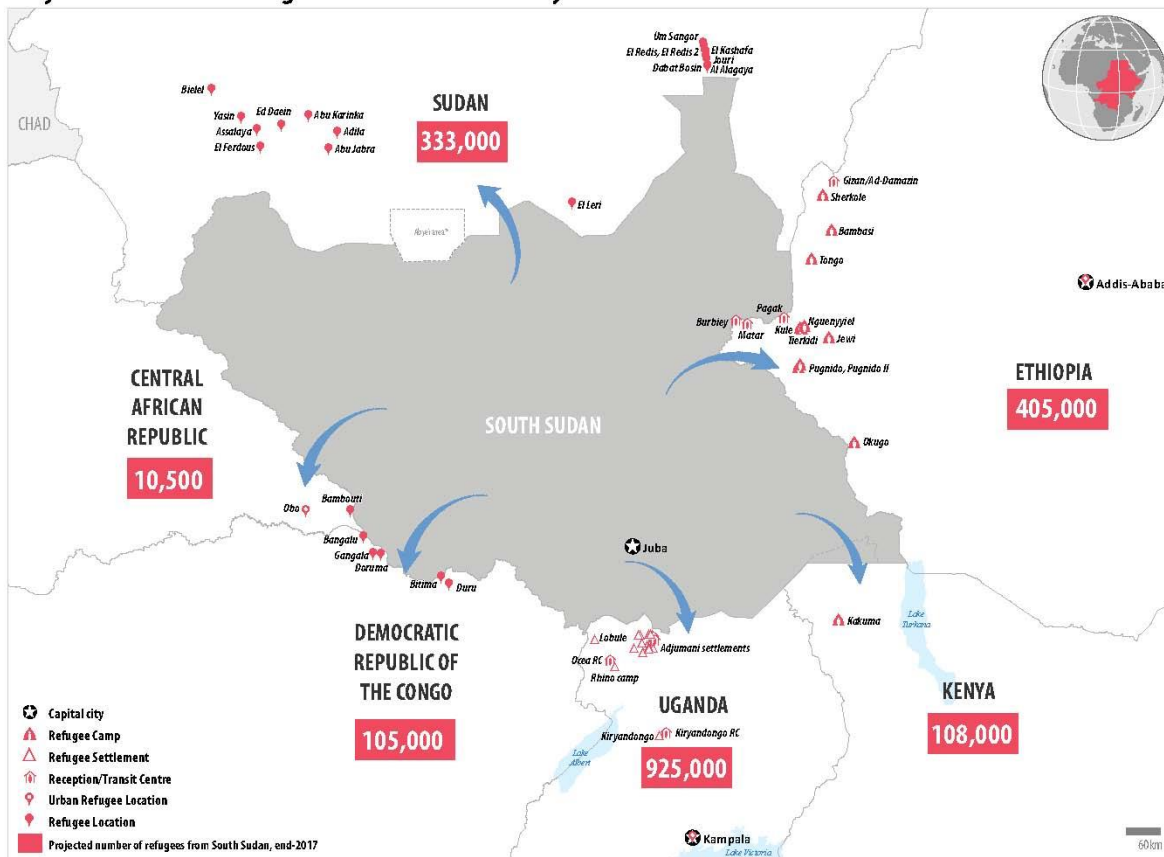 Um Sangor
El Redis, El Redis 2
El Kashafa
Jouri
Dabat Bosin
Al Alagaya
Bielel
CHAD
Yasin
Ed Daein
Abu Karinka
Assalaya
Adila
El Ferdous
Abu Jabra
SUDAN
333,000
El Leri
Gizan/Ad-Damazin
Sherkole
Bambasi
Tongo
Addis-Ababa
Pagak
Burbiey
Matar
Kule
Nguenyyiel
Tierkidi
Jewi
Pugnido, Pugnido II
ETHIOPIA
405,000
CENTRAL
AFRICAN
REPUBLIC
10,500
SOUTH SUDAN
Okugo
Obo
Bambouti
Bangalu
Gangala
Doruma
Bitima
Duru
Juba
Kakuma
Lake
Turkana
Lobule
Adjumani settlements
Ocea RC
Rhino camp
DEMOCRATIC
REPUBLIC OF
THE CONGO
105,000
UGANDA
Kiryandongo
Kiryandongo RC
925,000
KENYA
108,000
Lake
Albert
Kampala
Lake Victoria
Capital city
Refugee Camp
Refugee Settlement
Reception/Transit Centre
Urban Refugee Location
Refugee Location
Projected number of refugees from South Sudan, end-2017
60km